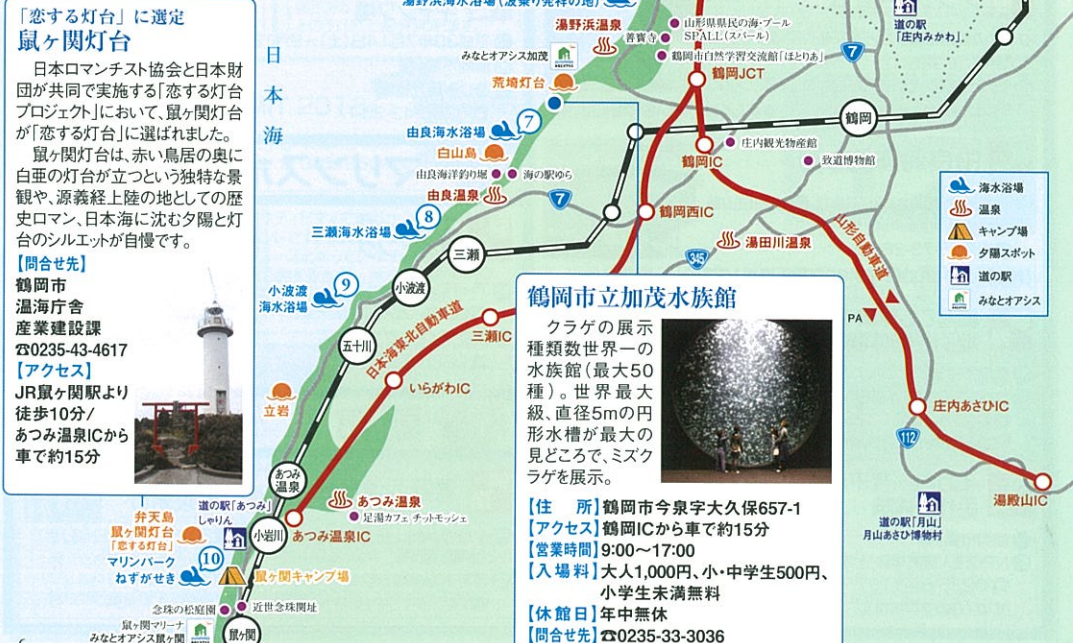 湯野浜海水浴場(波乗り発祥の地)
「恋する灯台」に選定
鼠ヶ関灯台
日本ロマンチスト協会と日本財
団が共同で実施する「恋する灯台
プロジェクト」において、鼠ヶ関灯台
が「恋する灯台」に選ばれました。
鼠ヶ関灯台は、赤い鳥居の奥に
白亜の灯台が立つという独特な景
観や、源義経上陸の地としての歴
史ロマン、日本海に沈む夕陽と灯
台のシルエットが自慢です。
【問合せ先】
鶴岡市
温海庁舎
産業建設課
☎0235-43-4617
【アクセス】
JR鼠ヶ関駅より
徒歩10分/
あつみ温泉ICから
車で約15分
日本海
湯野浜温泉
善寳寺
山形県県民の海・プール
SPALL(スパール)
鶴岡市自然学習交流館「ほとりあ」
みなとオアシス加茂
荒埼灯台
鶴岡JCT
道の駅
「庄内みかわ」
7
鶴岡
由良海水浴場
7
白山島
由良海洋釣り堀
海の駅ゆら
由良温泉
7
鶴岡IC
庄内観光物産館
致道博物館
鶴岡西IC
三瀬海水浴場
8
三瀬
345
湯田川温泉
山形自動車道
PA
小波渡
海水浴場
9
小波渡
五十川
日本海東北自動車道
三瀬IC
いらがわIC
立岩
海水浴場
温泉
キャンプ場
夕陽スポット
道の駅
みなとオアシス
庄内あさひIC
112
湯殿山IC
道の駅「月山」
月山あさひ博物村
鶴岡市立加茂水族館
クラゲの展示
種類数世界一の
水族館(最大50
種)。世界最大
級、直径5mの円
形水槽が最大の
見どころで、ミズク
ラゲを展示。
【住 所】鶴岡市今泉字大久保657-1
【アクセス】鶴岡ICから車で約15分
【営業時間】9:00〜17:00
【入場料】大人1,000円、小・中学生500円、
小学生未満無料
【休館日】年中無休
【問合せ先】☎0235-33-3036
あつみ
温泉
あつみ温泉
足湯カフェ チットモッシェ
道の駅「あつみ」
しゃりん
あつみ温泉IC
小岩川
弁天島
鼠ヶ関灯台
「恋する灯台」
マリンパーク
ねずがせき
10
鼠ヶ関キャンプ場
念珠の松庭園
近世念珠関址
鼠ヶ関マリーナ
みなとオアシス鼠ヶ関
鼠ヶ関